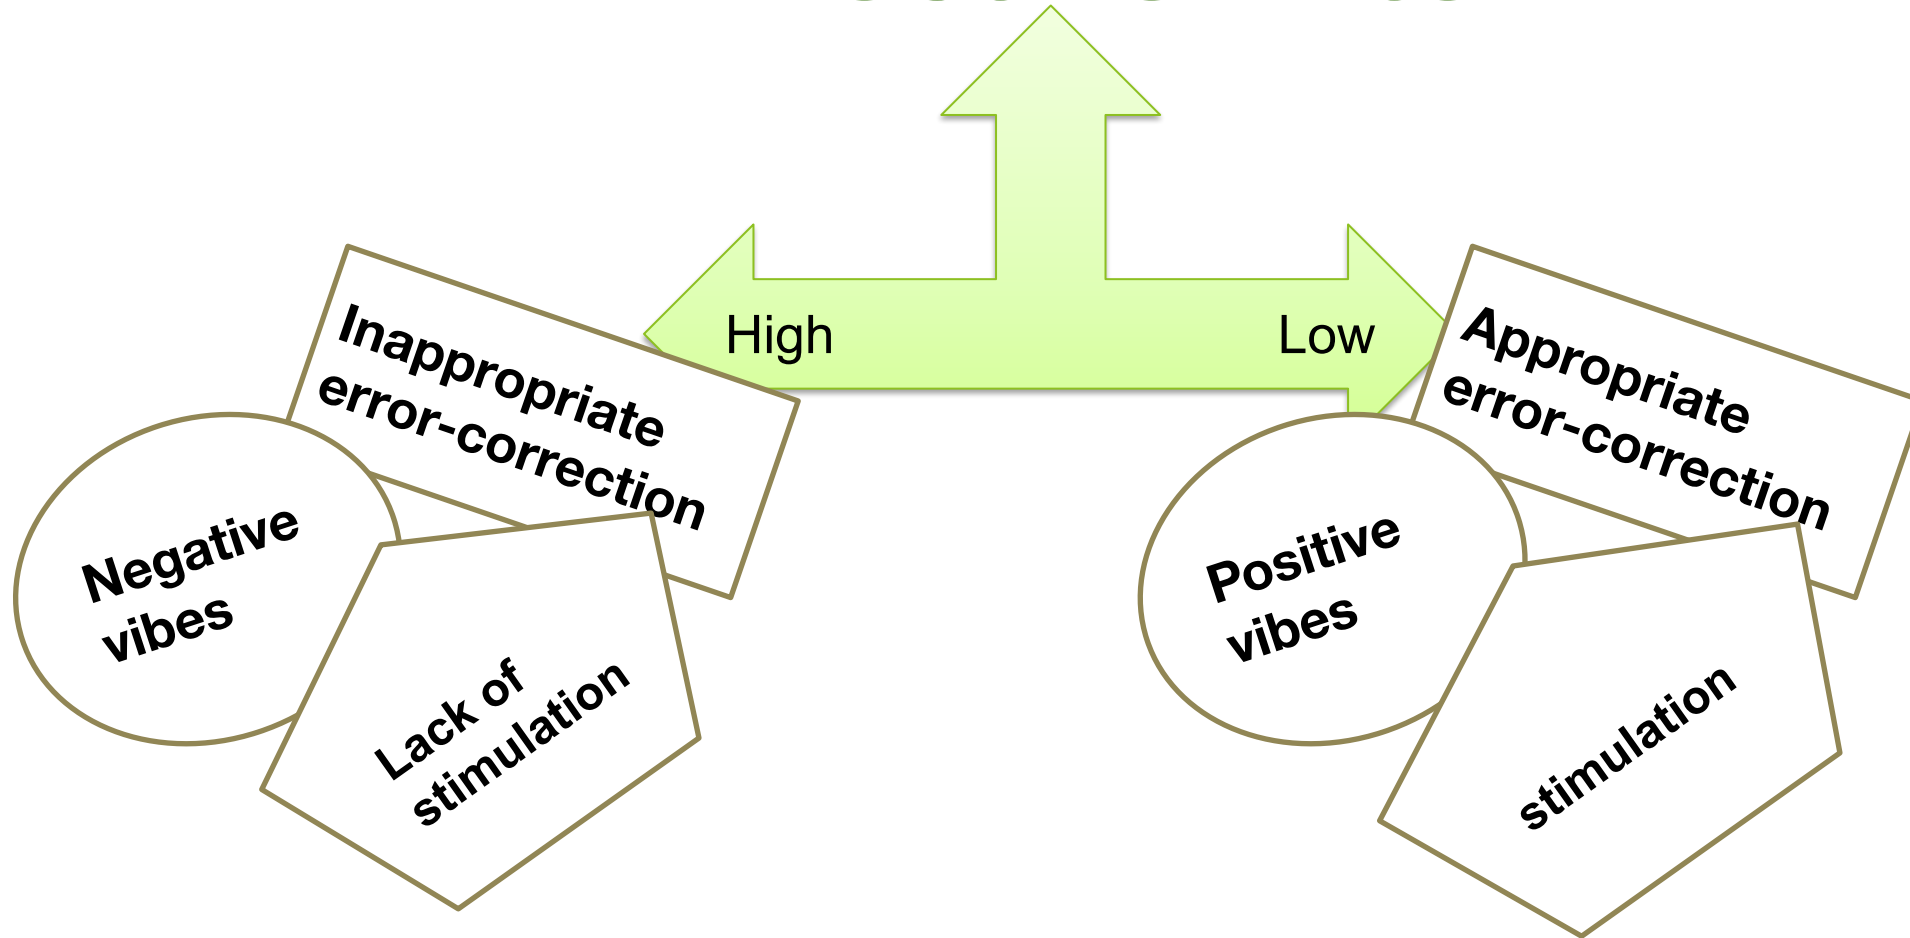 High
Low
Inappropriate
error-correction
Negative
vibes
Lack of
stimulation
Appropriate
error-correction
Positive
vibes
stimulation